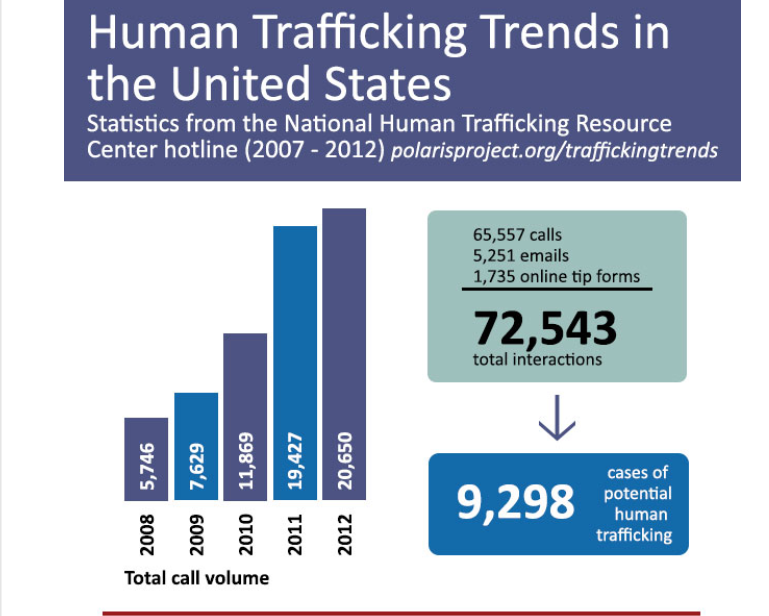 Human Trafficking Trends in
the United States
Statistics from the National Human Trafficking Resource
Center hotline (2007 - 2012) polarisproject.org/traffickingtrends
5,746
7,629
11,869
19,427
20,650
2008
2009
2010
2011
2012
Total call volume
65,557 calls
5,251 emails
1,735 online tip forms
72,543
total interactions
9,298
cases of
potential
human
trafficking